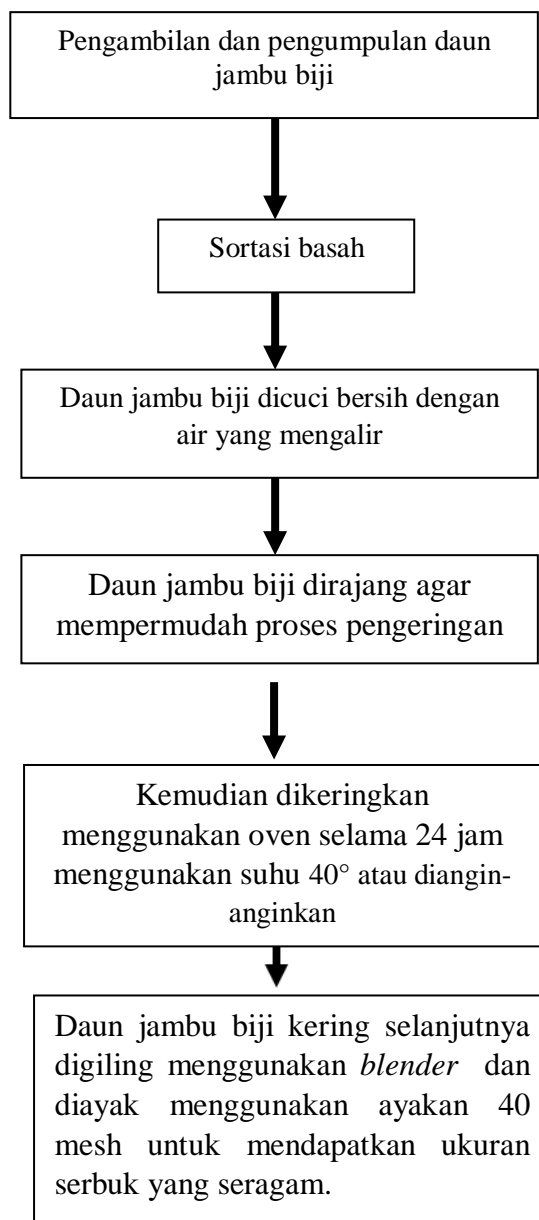 Pengambilan dan pengumpulan daun
jambu biji
Sortasi basah
Daun jambu biji dicuci bersih dengan
air yang mengalir
Daun jambu biji dirajang agar
mempermudah proses pengeringan
Kemudian dikeringkan
menggunakan oven selama 24 jam
menggunakan suhu 40° atau diangin-
anginkan
Daun jambu biji kering selanjutnya
digiling menggunakan blender dan
diayak menggunakan ayakan 40
mesh untuk mendapatkan ukuran
serbuk yang seragam.